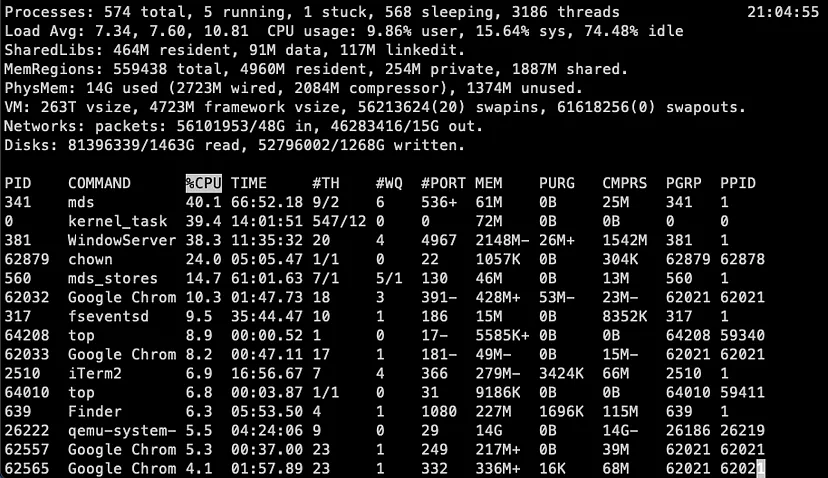 Processes: 574 total, 5 running, 1 stuck, 568 sleeping, 3186 threads 21:04:55
Load Avg: 7.34, 7.60, 10.81 CPU usage: 9.86% user, 15.64% sys, 74.48% idle
SharedLibs: 464M resident, 91M data, 117M linkedit.
MemRegions: 559438 total, 4960M resident, 254M private, 1887M shared.
PhysMem: 14G used (2723M wired, 2084M compressor), 1374M unused.
VM: 263T vsize, 4723M framework vsize, 56213624(20) swapins, 61618256(0) swapouts.
Networks: packets: 56101953/48G in, 46283416/15G out.
Disks: 81396339/1463G read, 52796002/1268G written.
PID COMMAND %CPU TIME #TH #WQ #PORT MEM PURG CMPRS PGRP PPID
341 mds 40.1 66:52.18 9/2 6 536+ 61M 0B 25M 341 1
0 kernel_task 39.4 14:01:51 547/12 0 0 72M 0B 0B 0 0
381 WindowServer 38.3 11:35:32 20 4 4967 2148M- 26M+ 1542M 381 1
62879 chown 24.0 05:05.47 1/1 0 22 1057K 0B 304K 62879 62878
560 mds_stores 14.7 61:01.63 7/1 5/1 130 46M 0B 13M 560 1
62032 Google Chrom 10.3 01:47.73 18 3 391- 428M+ 53M- 23M- 62021 62021
317 fseventsd 9.5 35:44.47 10 1 186 15M 0B 8352K 317 1
64208 top 8.9 00:00.52 1 0 17- 5585K+ 0B 0B 64208 59340
62033 Google Chrom 8.2 00:47.11 17 1 181- 49M- 0B 15M- 62021 62021
2510 iTerm2 6.9 16:56.67 7 4 366 279M- 3424K 66M 2510 1
64010 top 6.8 00:03.87 1/1 0 31 9186K 0B 0B 64010 59411
639 Finder 6.3 05:53.50 4 1 1080 227M 1696K 115M 639 1
26222 qemu-system- 5.5 04:24:06 9 0 29 14G 0B 14G- 26186 26219
62557 Google Chrom 5.3 00:37.00 23 1 249 217M+ 0B 39M 62021 62021
62565 Google Chrom 4.1 01:57.89 23 1 332 336M+ 16K 68M 62021 62021